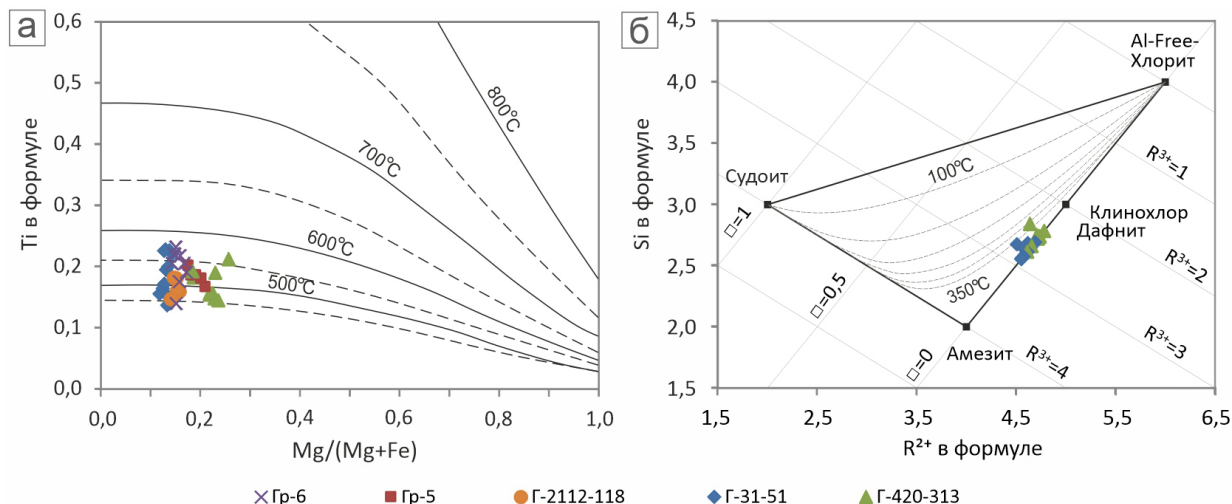 а
0,6
0,5
0,4
0,3
0,2
0,1
0,0
Ti в формуле
800℃
700℃
600℃
500℃
0,0
0,2
0,4
0,6
0,8
1,0
Mg/(Mg+Fe)
б
4,5
4,0
3,5
3,0
2,5
2,0
1,5
Si в формуле
Al-Free-
Хлорит
Судоит
100℃
R³⁺=1
Клинохлор
Дафнит
□=1
R³⁺=2
□=0,5
350℃
R³⁺=3
□=0
Амезит
R³⁺=4
1,5
2,5
3,5
4,5
5,5
6,5
R²⁺ в формуле
Гр-6
Гр-5
Г-2112-118
Г-31-51
Г-420-313